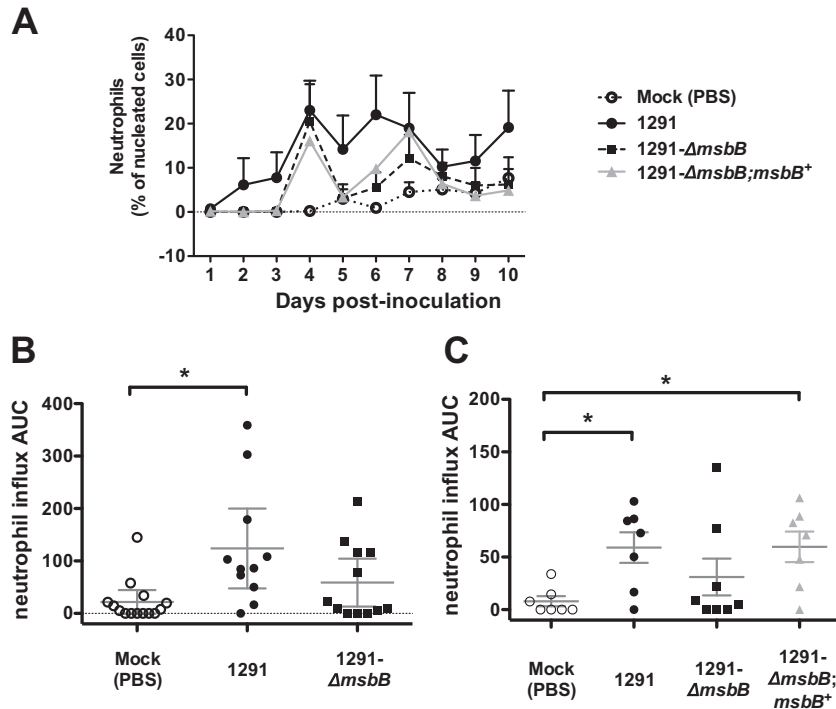 A
Neutrophils
(% of nucleated cells)
40
30
20
10
0
-10
1 2 3 4 5 6 7 8 9 10
Days post-inoculation
Mock (PBS)
1291
1291-ΔmsbB
1291-ΔmsbB;msbB+
B
neutrophil influx AUC
400
300
200
100
0
*
Mock
(PBS)
1291
1291-
ΔmsbB
C
neutrophil influx AUC
200
150
100
50
0
*
*
Mock
(PBS)
1291
1291-
ΔmsbB
1291-
ΔmsbB;
msbB+